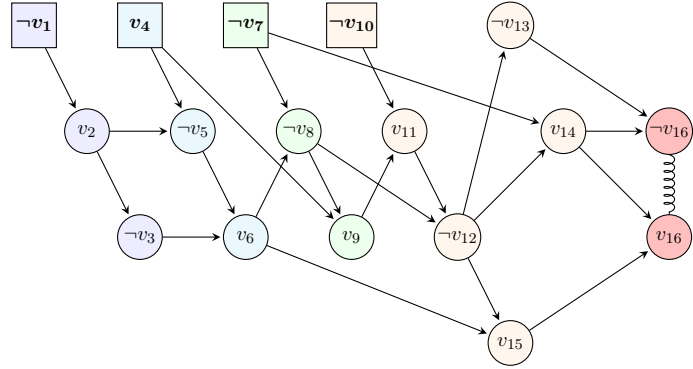 ¬v₁ v₄ ¬v₇ ¬v₁₀ ¬v₁₃
v₂ ¬v₅ ¬v₈ v₁₁ v₁₄ ¬v₁₆
¬v₃ v₆ v₉ ¬v₁₂ v₁₆
v₁₅